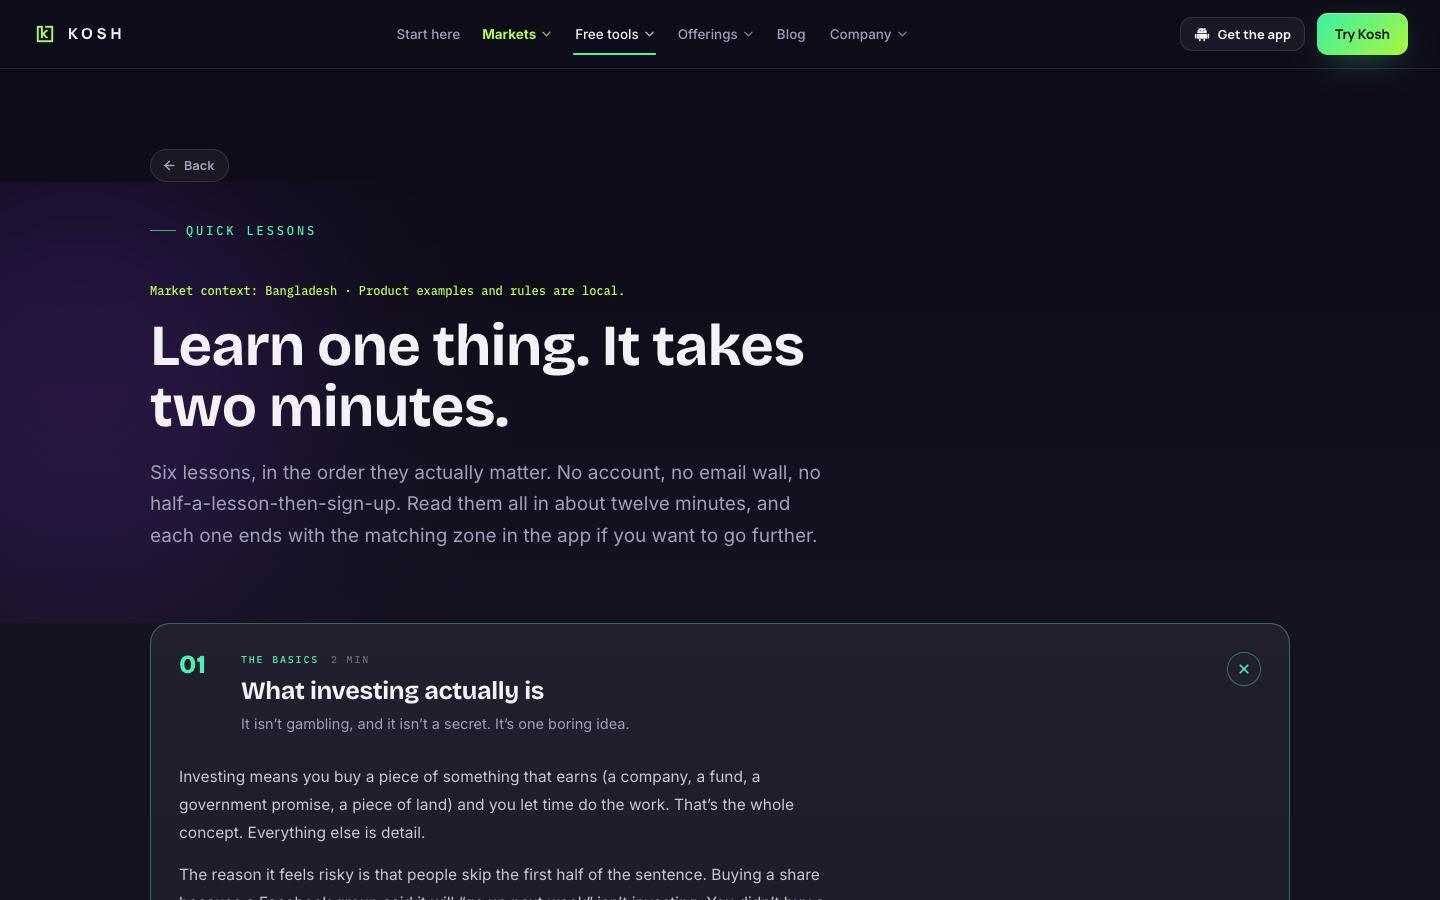 KOSH
Start here
Markets
Free tools
Offerings
Blog
Company
Get the app
Try Kosh
Back
QUICK LESSONS
Market context: Bangladesh · Product examples and rules are local.
Learn one thing. It takes
two minutes.
Six lessons, in the order they actually matter. No account, no email wall, no
half-a-lesson-then-sign-up. Read them all in about twelve minutes, and
each one ends with the matching zone in the app if you want to go further.
01
THE BASICS 2 MIN
What investing actually is
It isn’t gambling, and it isn’t a secret. It’s one boring idea.
Investing means you buy a piece of something that earns (a company, a fund, a
government promise, a piece of land) and you let time do the work. That’s the whole
concept. Everything else is detail.
The reason it feels risky is that people skip the first half of the sentence. Buying a share